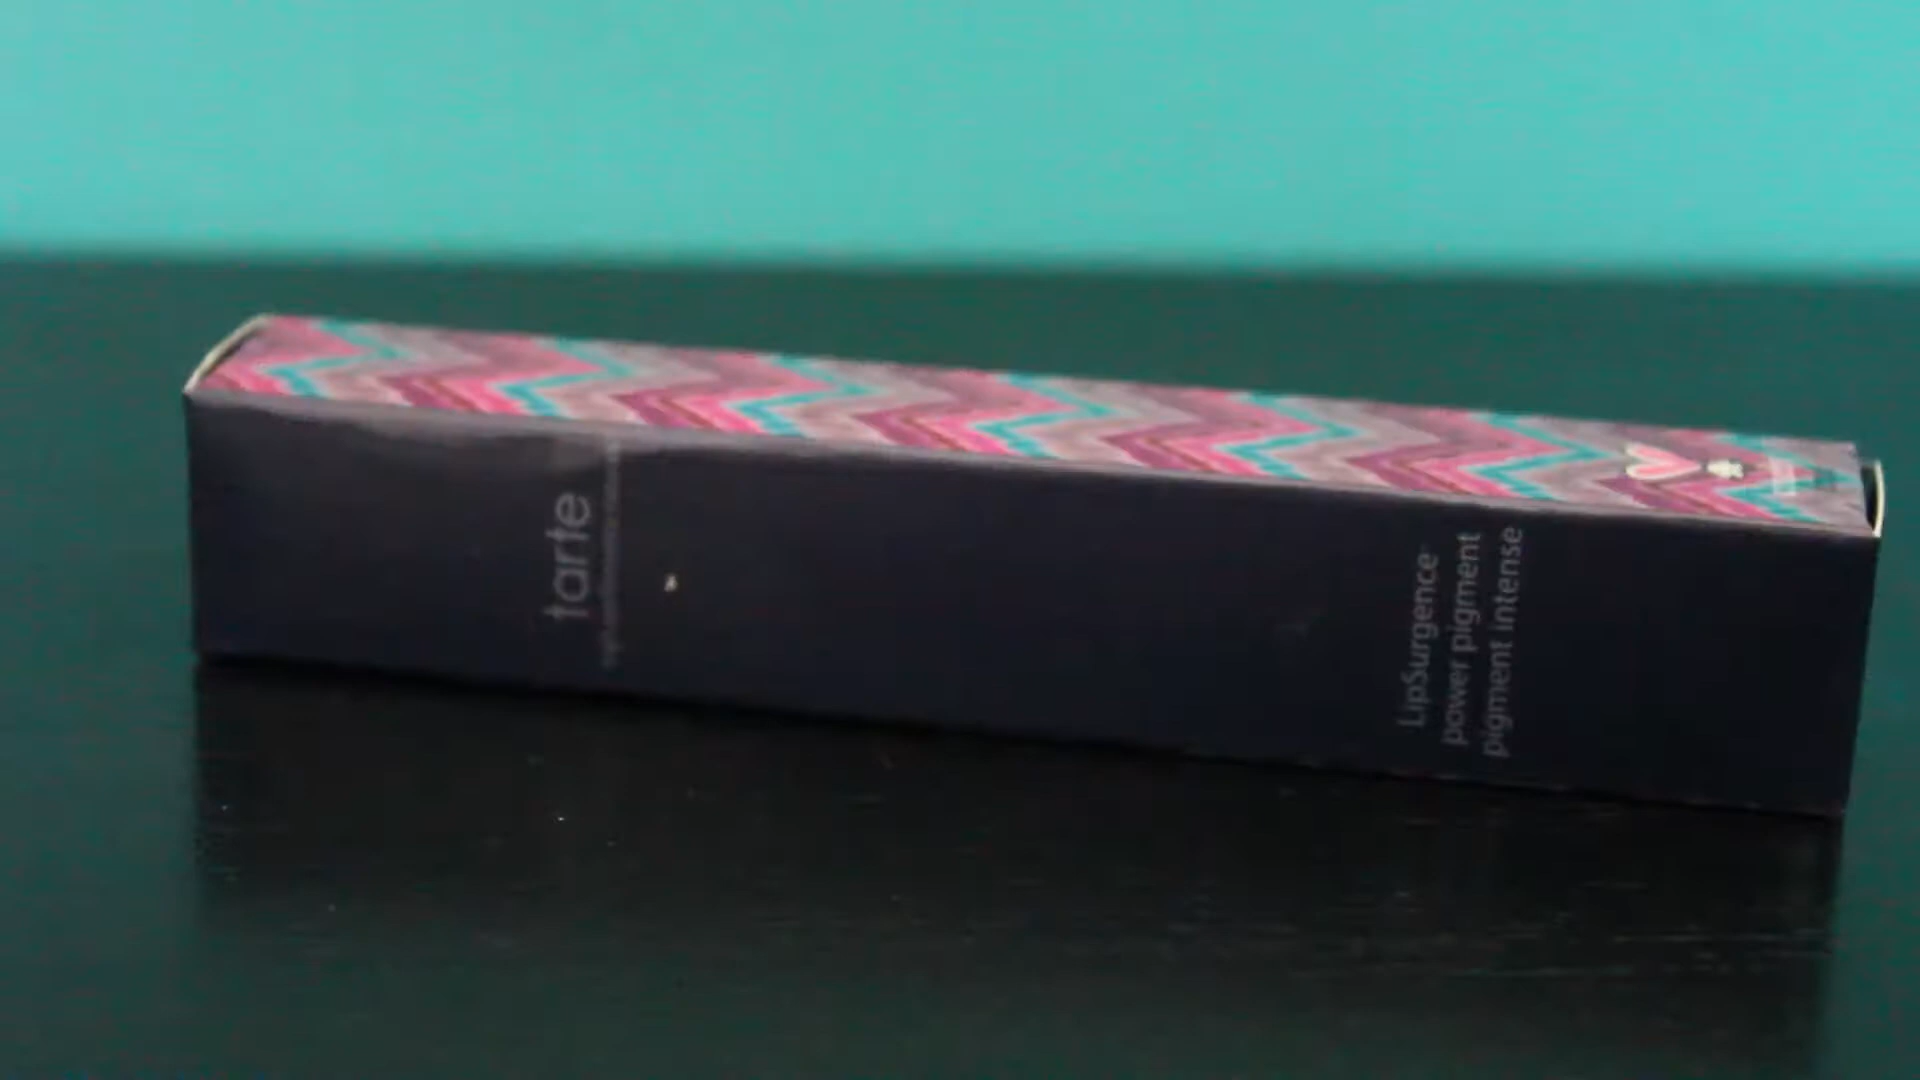 tarte
LipSurgence
power pigment
pigment intense